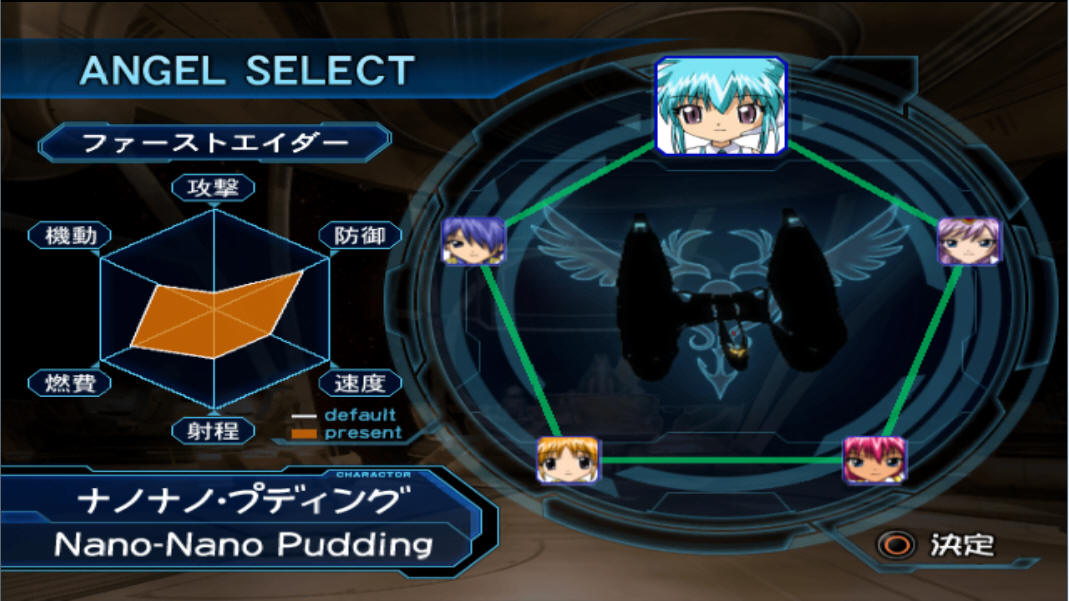 ANGEL SELECT
ファーストエイダー
攻撃
機動
防御
燃費
速度
射程
default
present
CHARACTOR
ナノナノ・プディング
Nano-Nano Pudding
決定